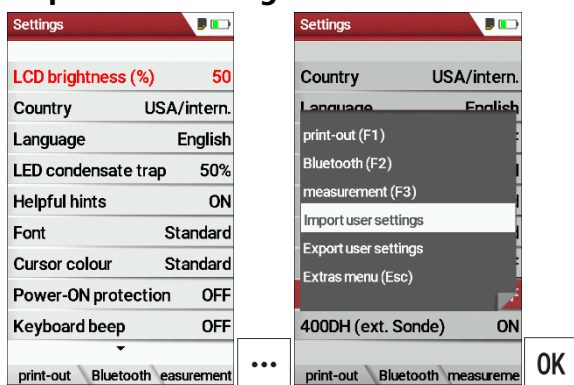 Settings
LCD brightness (%) 50
Country USA/intern.
Language English
LED condensate trap 50%
Helpful hints ON
Font Standard
Cursor colour Standard
Power-ON protection OFF
Keyboard beep OFF
print-out Bluetooth easurement
...
Settings
Country USA/intern.
Language English
print-out (F1)
Bluetooth (F2)
measurement (F3)
Import user settings
Export user settings
Extras menu (Esc)
400DH (ext. Sonde) ON
print-out Bluetooth measureme
OK